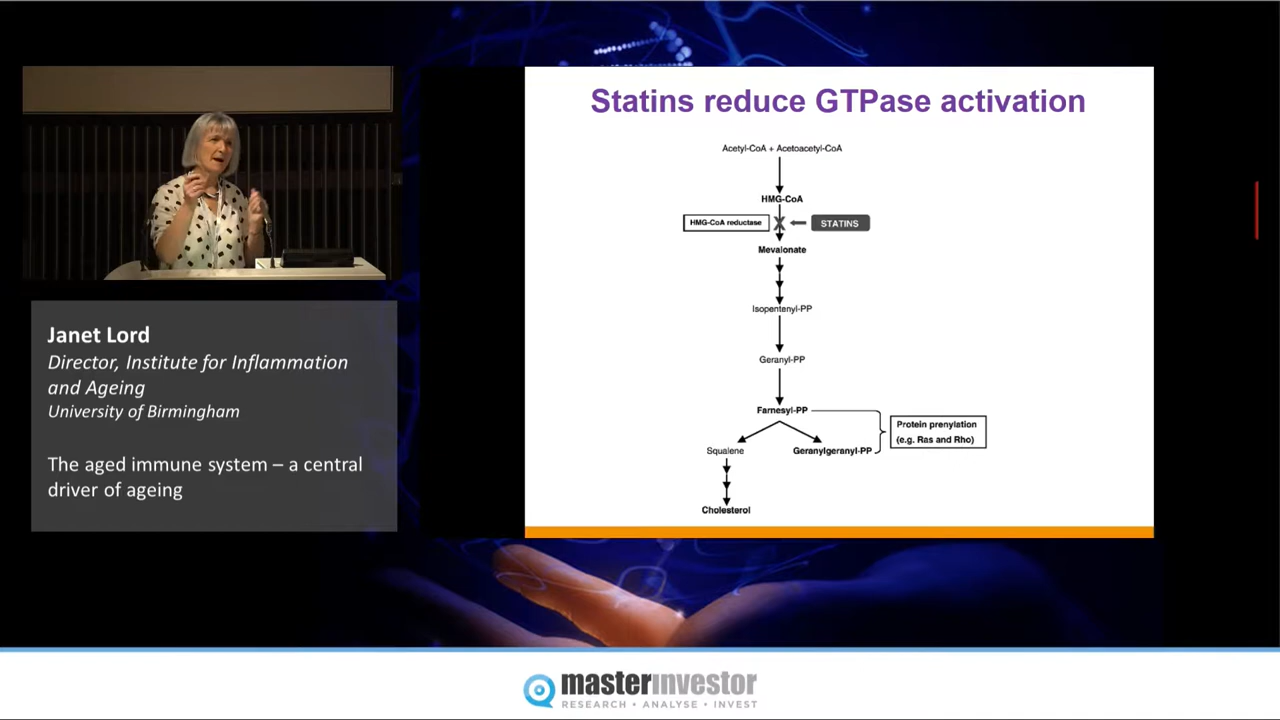 Janet Lord
Director, Institute for Inflammation
and Ageing
University of Birmingham
The aged immune system – a central
driver of ageing
Statins reduce GTPase activation
Acetyl-CoA + Acetoacetyl-CoA
HMG-CoA
HMG-CoA reductase
X
STATINS
Mevalonate
Isopentenyl-PP
Geranyl-PP
Farnesyl-PP
Protein prenylation
(e.g. Ras and Rho)
Squalene
Geranylgeranyl-PP
Cholesterol
masterinvestor
RESEARCH • ANALYSE • INVEST